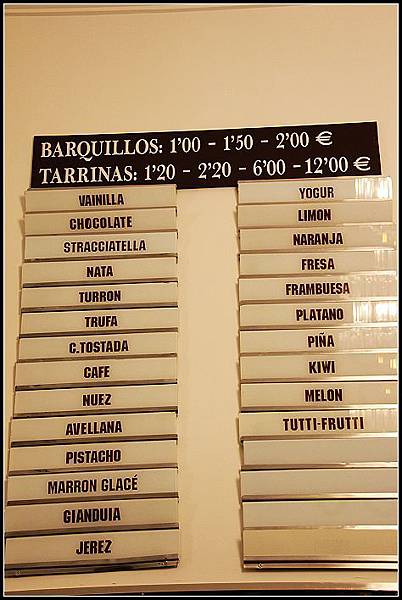 BARQUILLOS: 1'00 - 1'50 - 2'00 €
TARRINAS: 1'20 - 2'20 - 6'00 - 12'00 €
VAINILLA
CHOCOLATE
STRACCIATELLA
NATA
TURRON
TRUFA
C.TOSTADA
CAFE
NUEZ
AVELLANA
PISTACHO
MARRON GLACÉ
GIANDUIA
JEREZ
YOGUR
LIMON
NARANJA
FRESA
FRAMBUESA
PLATANO
PIÑA
KIWI
MELON
TUTTI-FRUTTI